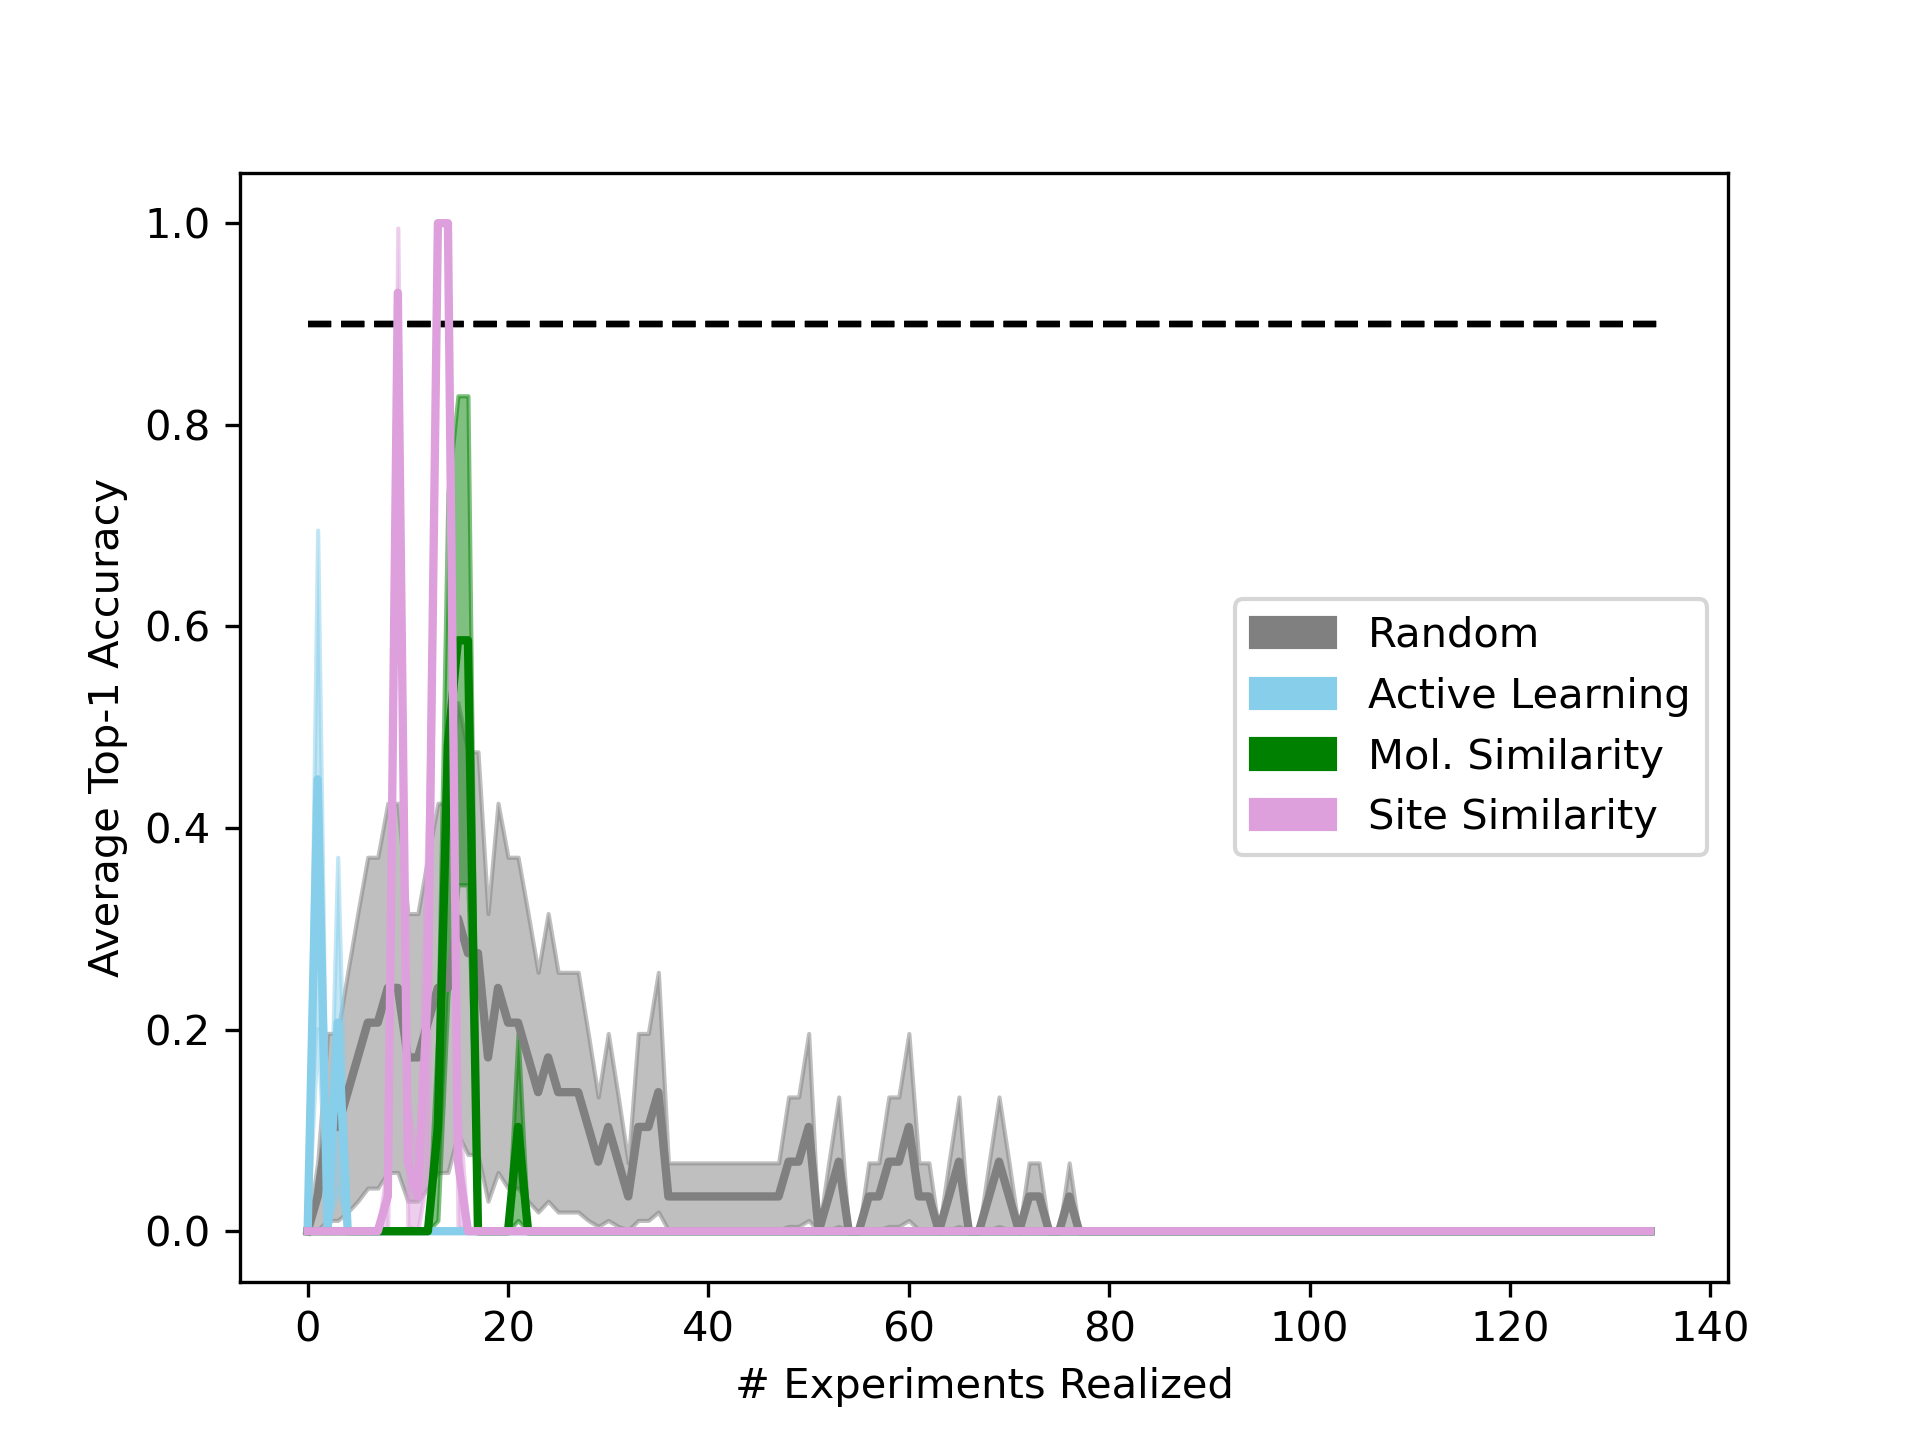 1.0
0.8
0.6
0.4
0.2
0.0
Average Top-1 Accuracy
Random
Active Learning
Mol. Similarity
Site Similarity
0 20 40 60 80 100 120 140
# Experiments Realized